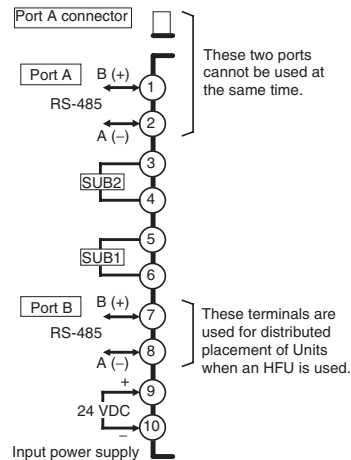 Port A connector
These two ports
cannot be used at
the same time.
Port A
B (+)
1
RS-485
A (−)
2
3
SUB2
4
5
SUB1
6
Port B
B (+)
7
RS-485
A (−)
8
These terminals are
used for distributed
placement of Units
when an HFU is used.
+
9
24 VDC
−
10
Input power supply